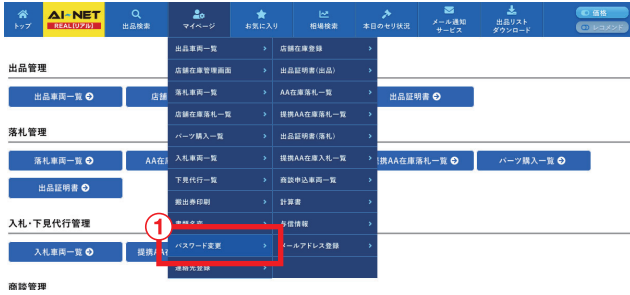 トップ
AI-NET
REAL[リアル]
出品検索
マイページ
お気に入り
相場検索
本日のセリ状況
メール通知
サービス
出品リスト
ダウンロード
価格
レコメンド
出品車両一覧
店舗在庫登録
店舗在庫管理画面
出品証明書(出品)
落札車両一覧
AA在庫落札一覧
店舗在庫落札一覧
提携AA在庫落札一覧
パーツ購入一覧
出品証明書(落札)
入札車両一覧
提携AA在庫入札一覧
下見代行一覧
商談申込車両一覧
搬出券印刷
計算書
与信情報
パスワード変更
メールアドレス登録
連絡先登録
出品管理
出品車両一覧
店舗
出品証明書
落札管理
落札車両一覧
AA在庫
提携AA在庫落札一覧
パーツ購入一覧
出品証明書
入札・下見代行管理
1
入札車両一覧
提携AA在
商談管理